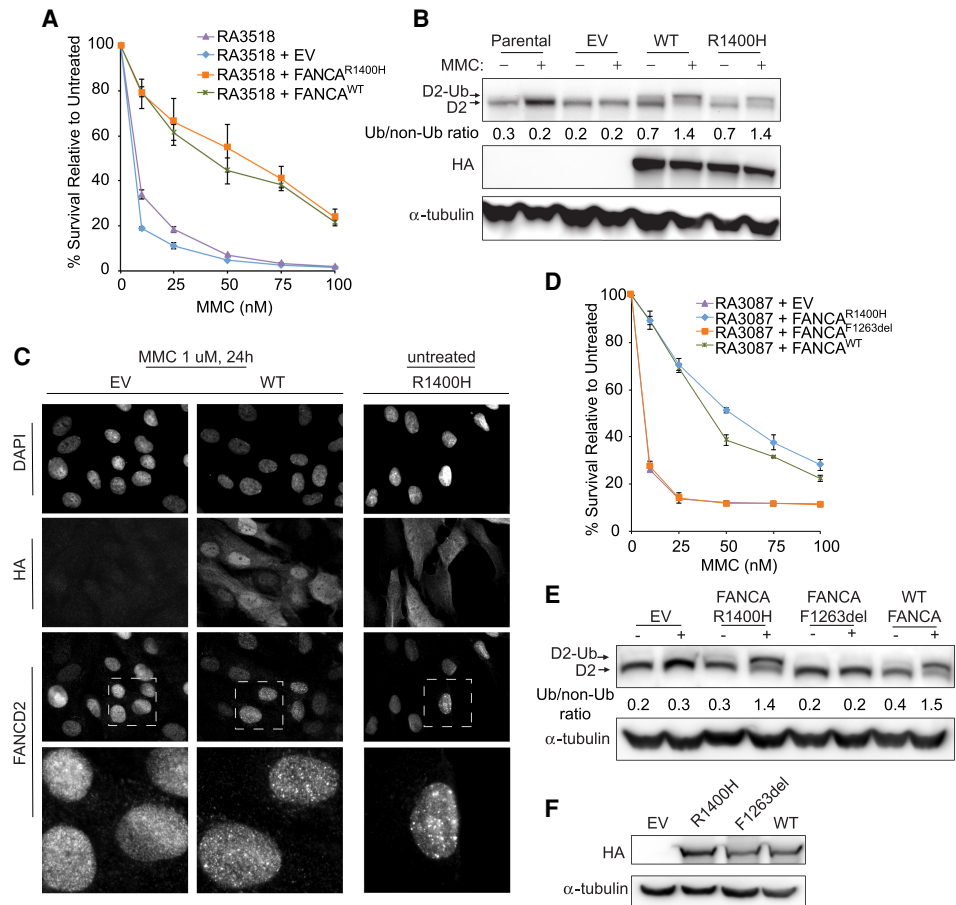 A
RA3518
RA3518 + EV
RA3518 + FANCA^R1400H
RA3518 + FANCA^WT
% Survival Relative to Untreated
100
80
60
40
20
0
0 25 50 75 100
MMC (nM)
B
Parental EV WT R1400H
MMC: – + – + – + – +
D2-Ub
D2
Ub/non-Ub ratio 0.3 0.2 0.2 0.2 0.7 1.4 0.7 1.4
HA
α-tubulin
C
MMC 1 uM, 24h untreated
EV WT R1400H
DAPI
HA
FANCD2
D
RA3087 + EV
RA3087 + FANCA^R1400H
RA3087 + FANCA^F1263del
RA3087 + FANCA^WT
% Survival Relative to Untreated
100
80
60
40
20
0
0 25 50 75 100
MMC (nM)
E
EV FANCA R1400H FANCA F1263del WT FANCA
- + - + - + - +
D2-Ub
D2
Ub/non-Ub ratio 0.2 0.3 0.3 1.4 0.2 0.2 0.4 1.5
α-tubulin
F
EV R1400H F1263del WT
HA
α-tubulin